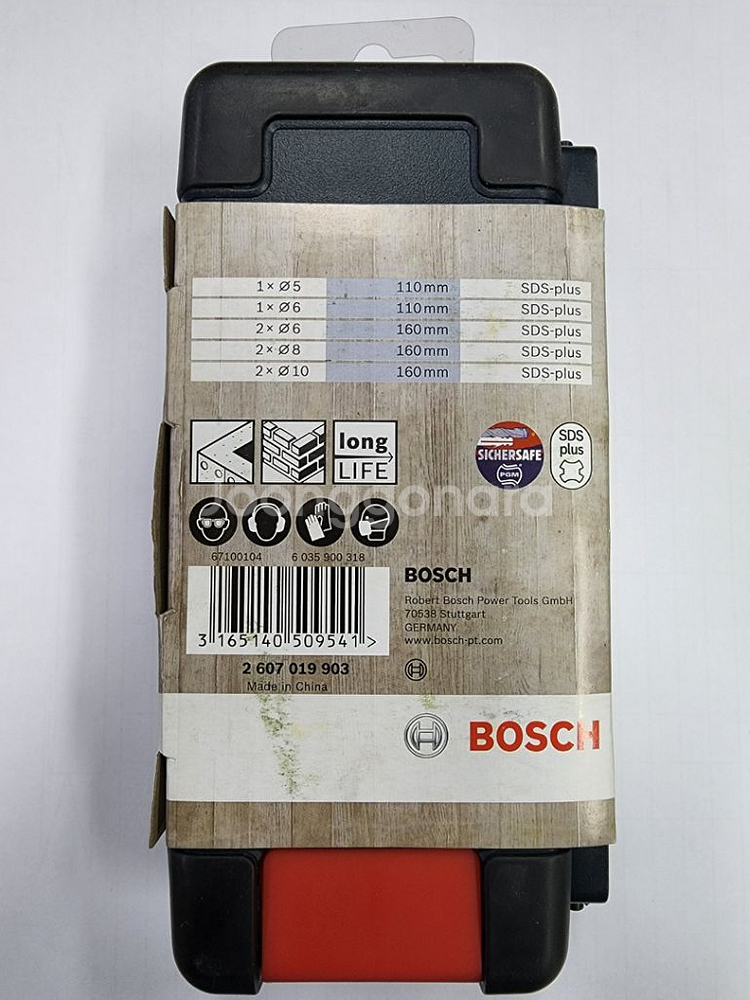 1× Ø 5 110 mm SDS-plus
1× Ø 6 110 mm SDS-plus
2× Ø 6 160 mm SDS-plus
2× Ø 8 160 mm SDS-plus
2× Ø 10 160 mm SDS-plus
long
LIFE
SICHERSAFE
PGM
SDS
plus
Joonggonara
67100104 6 035 900 318
3 165140 509541 >
2 607 019 903
Made in China
BOSCH
Robert Bosch Power Tools GmbH
70538 Stuttgart
GERMANY
www.bosch-pt.com
BOSCH